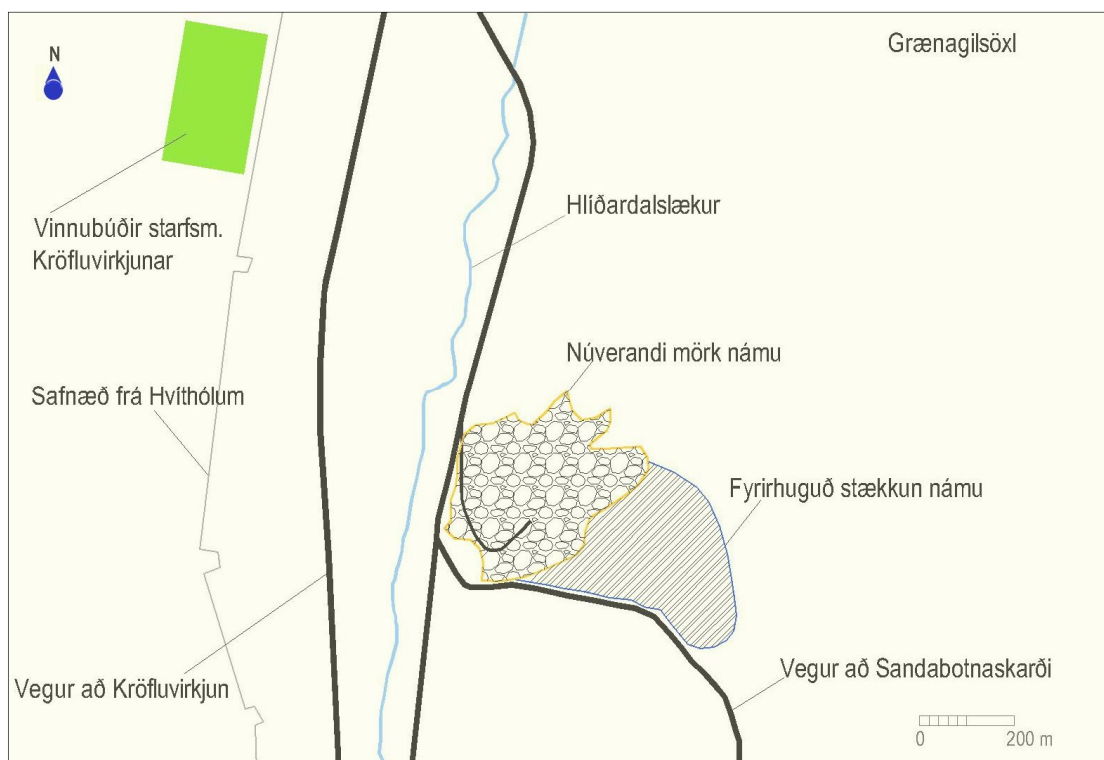 Grænagilsöxl
N
Vinnubúðir starfsm.
Kröfluvirkjunar
Hlíðardalslækur
Núverandi mörk námu
Safnæð frá Hvíthólum
Fyrirhuguð stækkun námu
Vegur að Kröfluvirkjun
Vegur að Sandabotnaskarði
0 200 m